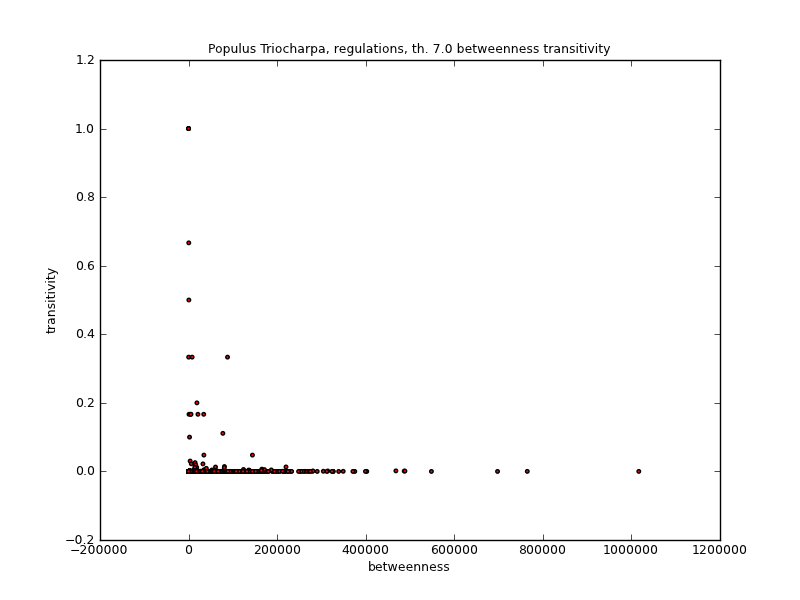 Populus Triocharpa, regulations, th. 7.0 betweenness transitivity
1.2
1.0
0.8
0.6
0.4
0.2
0.0
−0.2
transitivity
−200000 0 200000 400000 600000 800000 1000000 1200000
betweenness